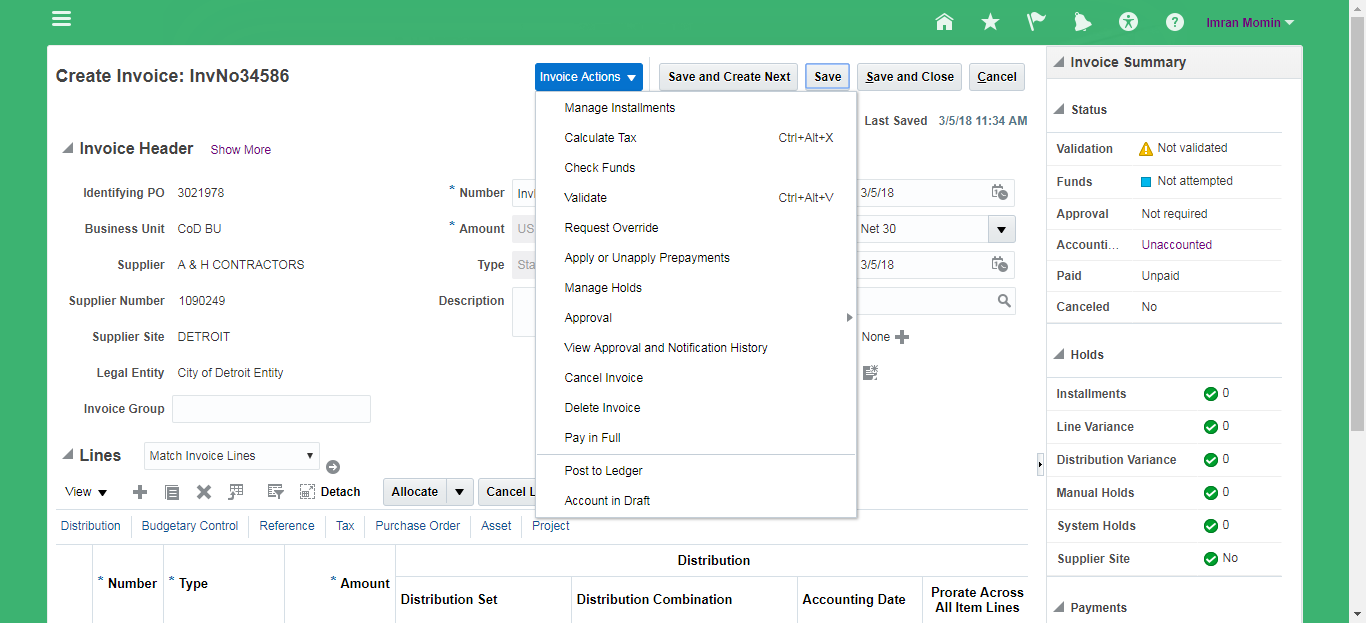 Imran Momin
Create Invoice: InvNo34586
Invoice Actions
Save and Create Next
Save
Save and Close
Cancel
Last Saved 3/5/18 11:34 AM
Manage Installments
Calculate Tax Ctrl+Alt+X
Check Funds
Validate Ctrl+Alt+V
Request Override
Apply or Unapply Prepayments
Manage Holds
Approval
View Approval and Notification History
Cancel Invoice
Delete Invoice
Pay in Full
Post to Ledger
Account in Draft
Invoice Header Show More
Identifying PO 3021978
Business Unit CoD BU
Supplier A & H CONTRACTORS
Supplier Number 1090249
Supplier Site DETROIT
Legal Entity City of Detroit Entity
Invoice Group
* Number
* Amount US
Type Sta
Description
3/5/18
Net 30
3/5/18
None
Lines Match Invoice Lines
View
Detach
Allocate
Cancel L
Distribution Budgetary Control Reference Tax Purchase Order Asset Project
* Number * Type * Amount
Distribution
Distribution Set Distribution Combination Accounting Date Prorate Across
All Item Lines
Invoice Summary
Status
Validation Not validated
Funds Not attempted
Approval Not required
Accounti... Unaccounted
Paid Unpaid
Canceled No
Holds
Installments 0
Line Variance 0
Distribution Variance 0
Manual Holds 0
System Holds 0
Supplier Site No
Payments